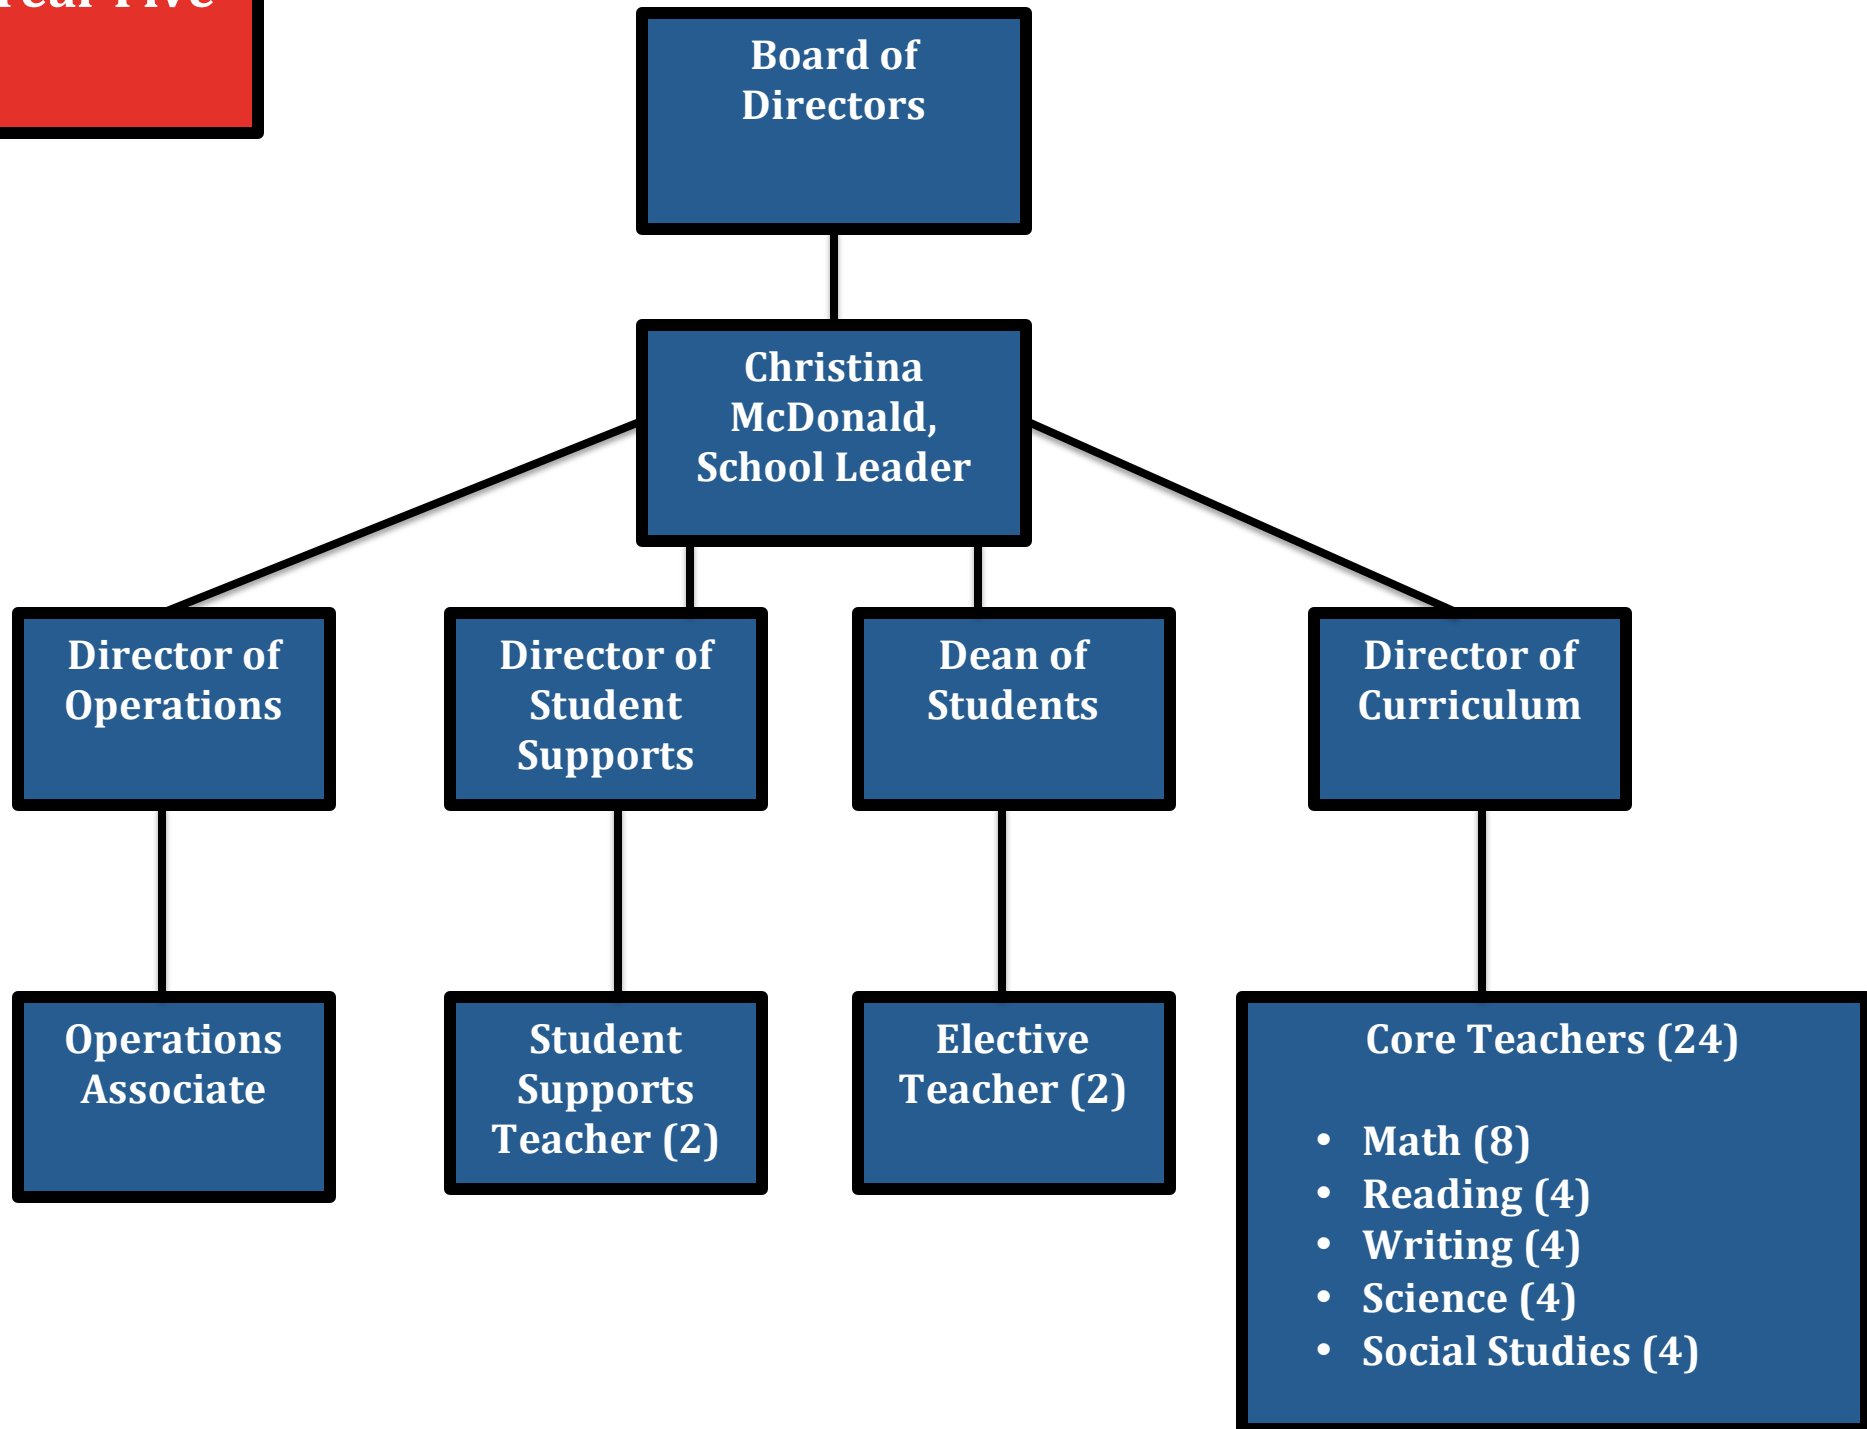 Year Five
Board of
Directors
Christina
McDonald,
School Leader
Director of
Operations
Director of
Student
Supports
Dean of
Students
Director of
Curriculum
Operations
Associate
Student
Supports
Teacher (2)
Elective
Teacher (2)
Core Teachers (24)
• Math (8)
• Reading (4)
• Writing (4)
• Science (4)
• Social Studies (4)